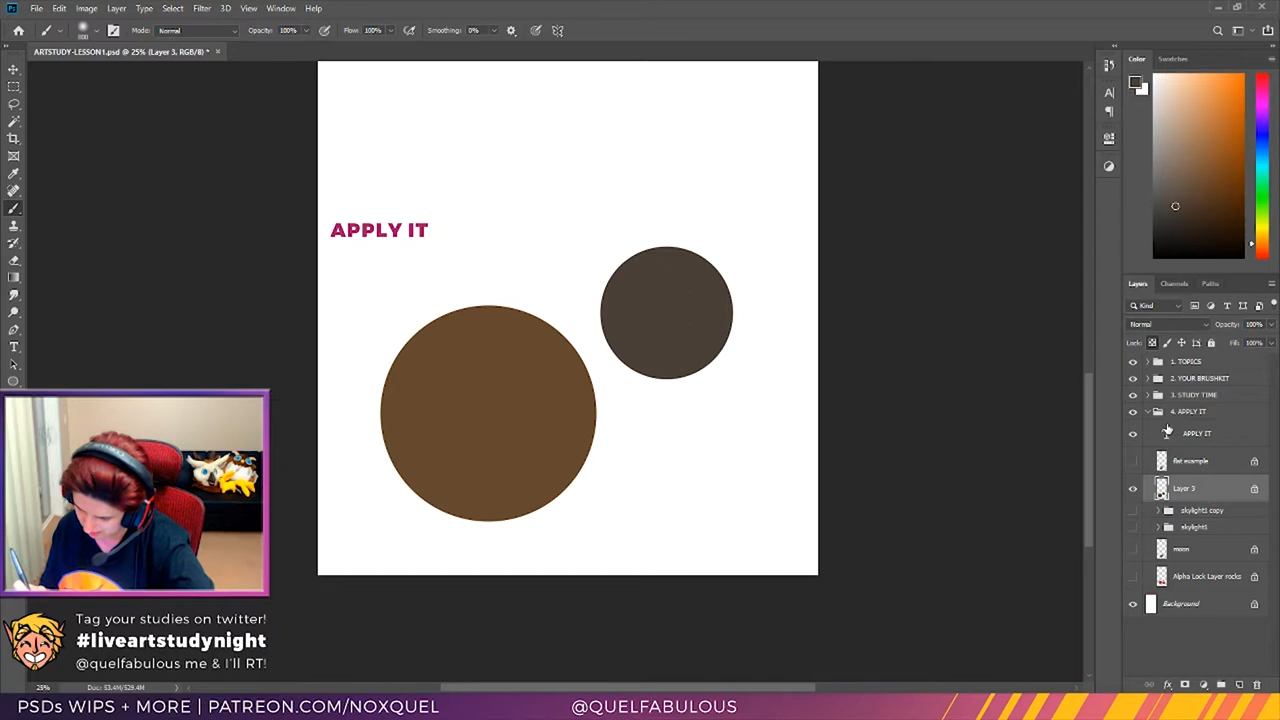 File Edit Image Layer Type Select Filter 3D View Window Help
Mode: Normal Opacity: 100% Flow: 100% Smoothing: 0%
ARTSTUDY-LESSON1.psd @ 25% (Layer 3, RGB/8) *
Color Swatches
APPLY IT
Layers Channels Paths
Kind
Normal Opacity: 100%
Lock: Fill: 100%
1. TOPICS
2. YOUR BRUSHKIT
3. STUDY TIME
4. APPLY IT
APPLY IT
flat example
Layer 3
skylight1 copy
skylight1
moon
Alpha Lock Layer rocks
Background
Tag your studies on twitter!
#liveartstudynight
@quelfabulous me & I'll RT!
25% Doc: 53.4M/529.4M
PSDs WIPS + MORE | PATREON.COM/NOXQUEL
@QUELFABULOUS